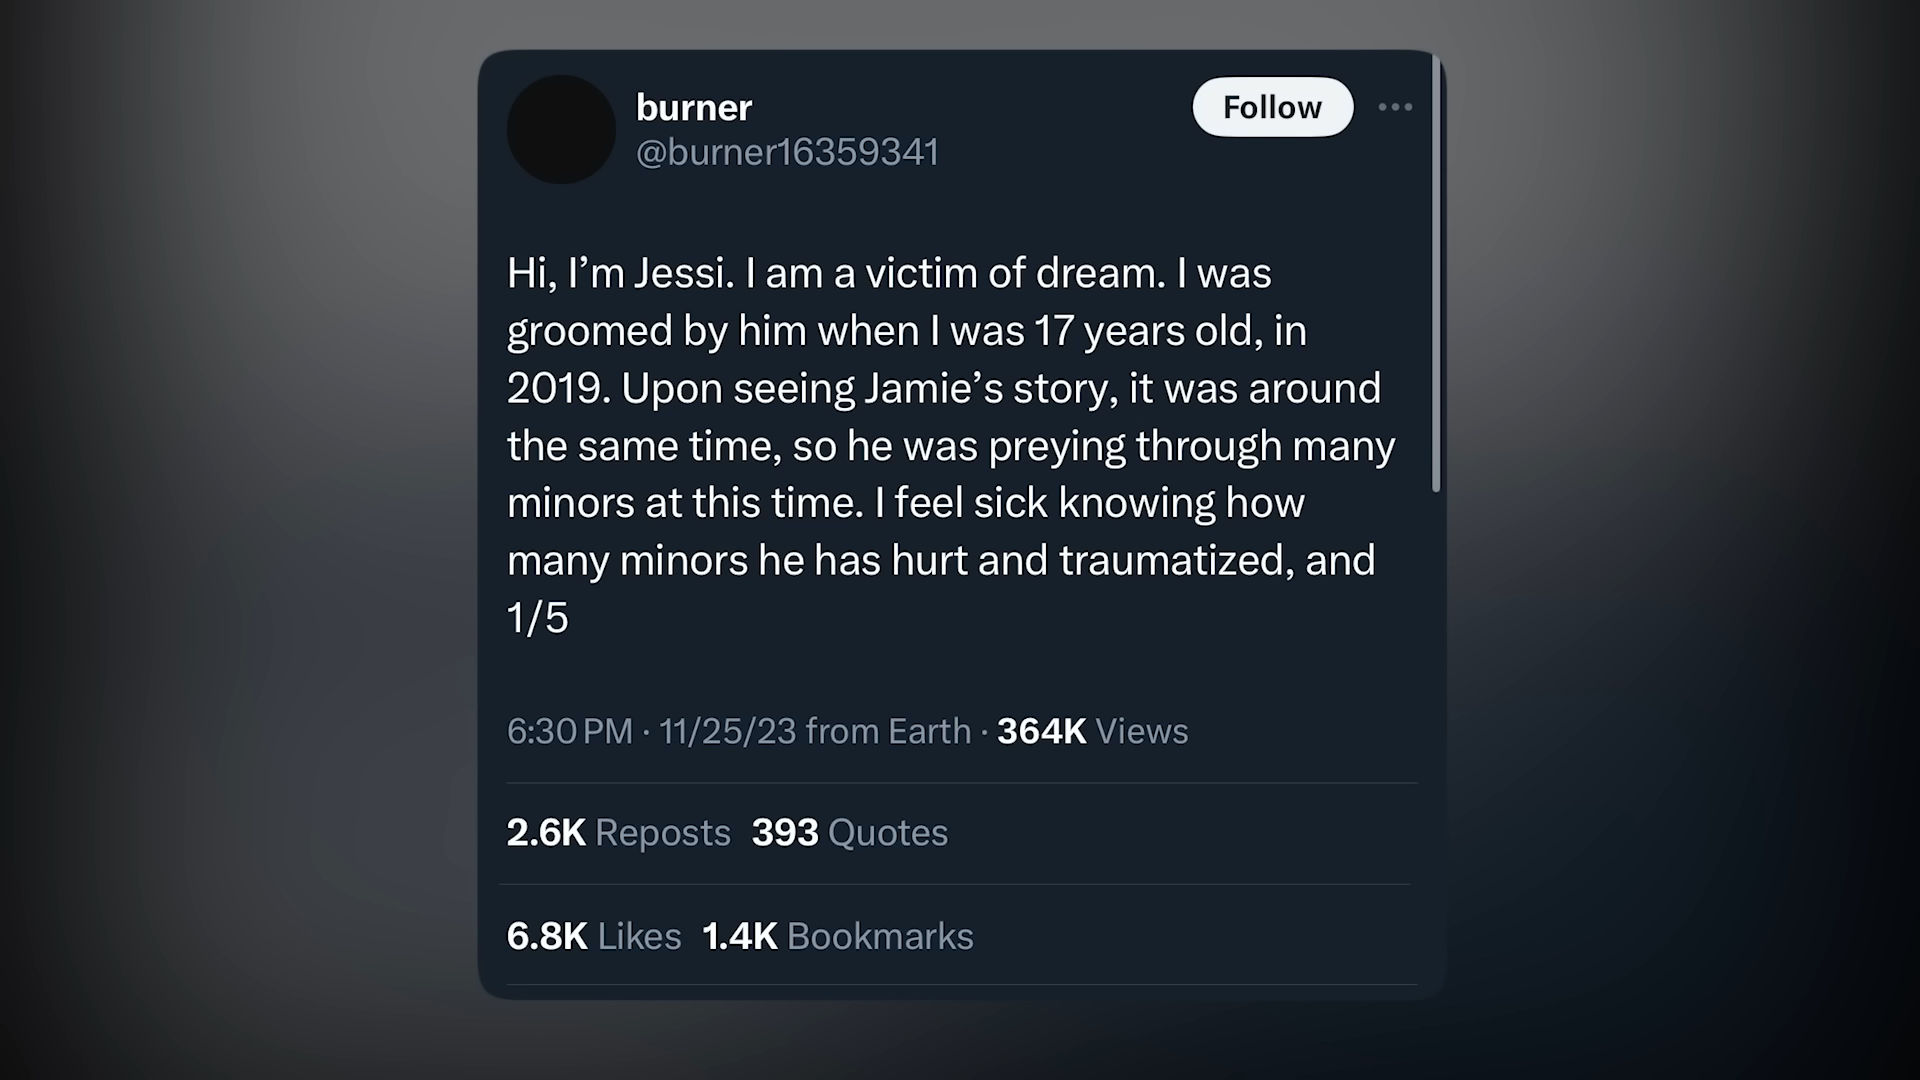 burner
Follow
@burner16359341
Hi, I’m Jessi. I am a victim of dream. I was
groomed by him when I was 17 years old, in
2019. Upon seeing Jamie’s story, it was around
the same time, so he was preying through many
minors at this time. I feel sick knowing how
many minors he has hurt and traumatized, and
1/5
6:30 PM · 11/25/23 from Earth · 364K Views
2.6K Reposts 393 Quotes
6.8K Likes 1.4K Bookmarks